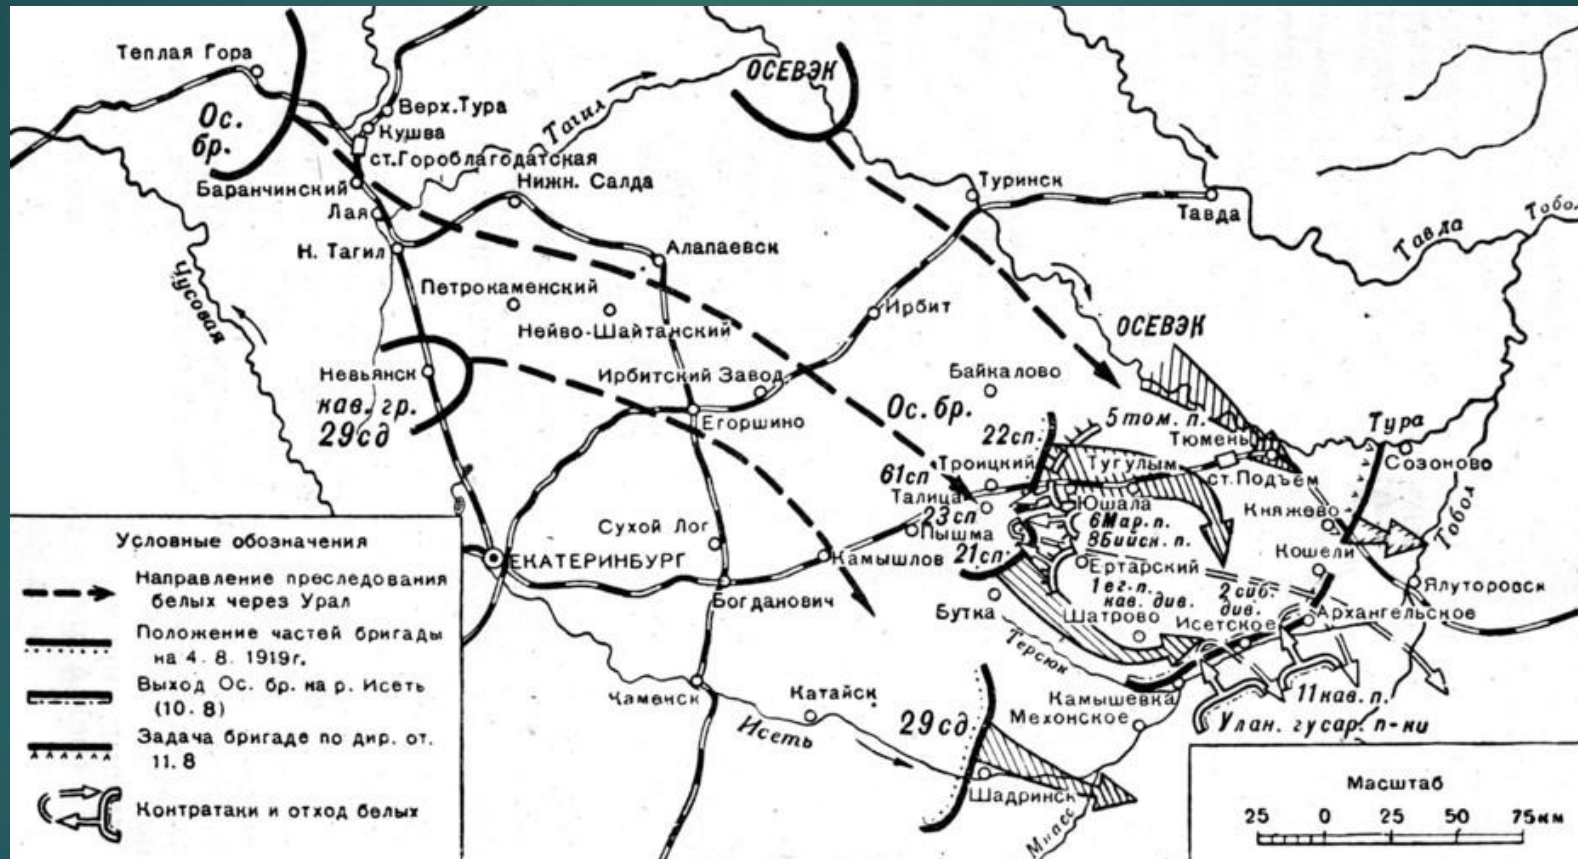 Теплая Гора
Ос.
бр.
Верх. Тура
Кушва
ст. Гороблагодатская
Баранчинский
Лая
Н. Тагил
Тагил
Нижн. Салда
Алапаевск
Петрокаменский
Нейво-Шайтанский
Чусовая
Невьянск
кав. гр.
29сд
ОСЕВЭК
Туринск
Тавда
Тавда
Тобол
Ирбит
Ирбитский Завод
Егоршино
ОСЕВЭК
Байкалово
Ос. бр.
5 том. п.
22сп.
Тюмень
Тура
Троицкий
Тугулым
ст. Подъем
Созоново
61сп
Талица
Юшала
Княжево
Тобол
23сп
Пышма
6 Мар. п.
8 Бийск. п.
Кошели
21сп.
Ертарский
1 ег. п.
кав. див.
2 сиб.
див.
Ялуторовск
Бутка
Шатрово
Исетское
Архангельское
Терсюк
Сухой Лог
ЕКАТЕРИНБУРГ
Камышлов
Богданович
Каменск
Катайск
Исеть
29сд
Камышевка
Мехонское
11 кав. п.
Улан. гусар. п-ки
Шадринск
Миасс
Условные обозначения
Направление преследования
белых через Урал
Положение частей бригады
на 4. 8. 1919г.
Выход Ос. бр. на р. Исеть
(10. 8)
Задача бригаде по дир. от.
11. 8
Контратаки и отход белых
Масштаб
25 0 25 50 75км